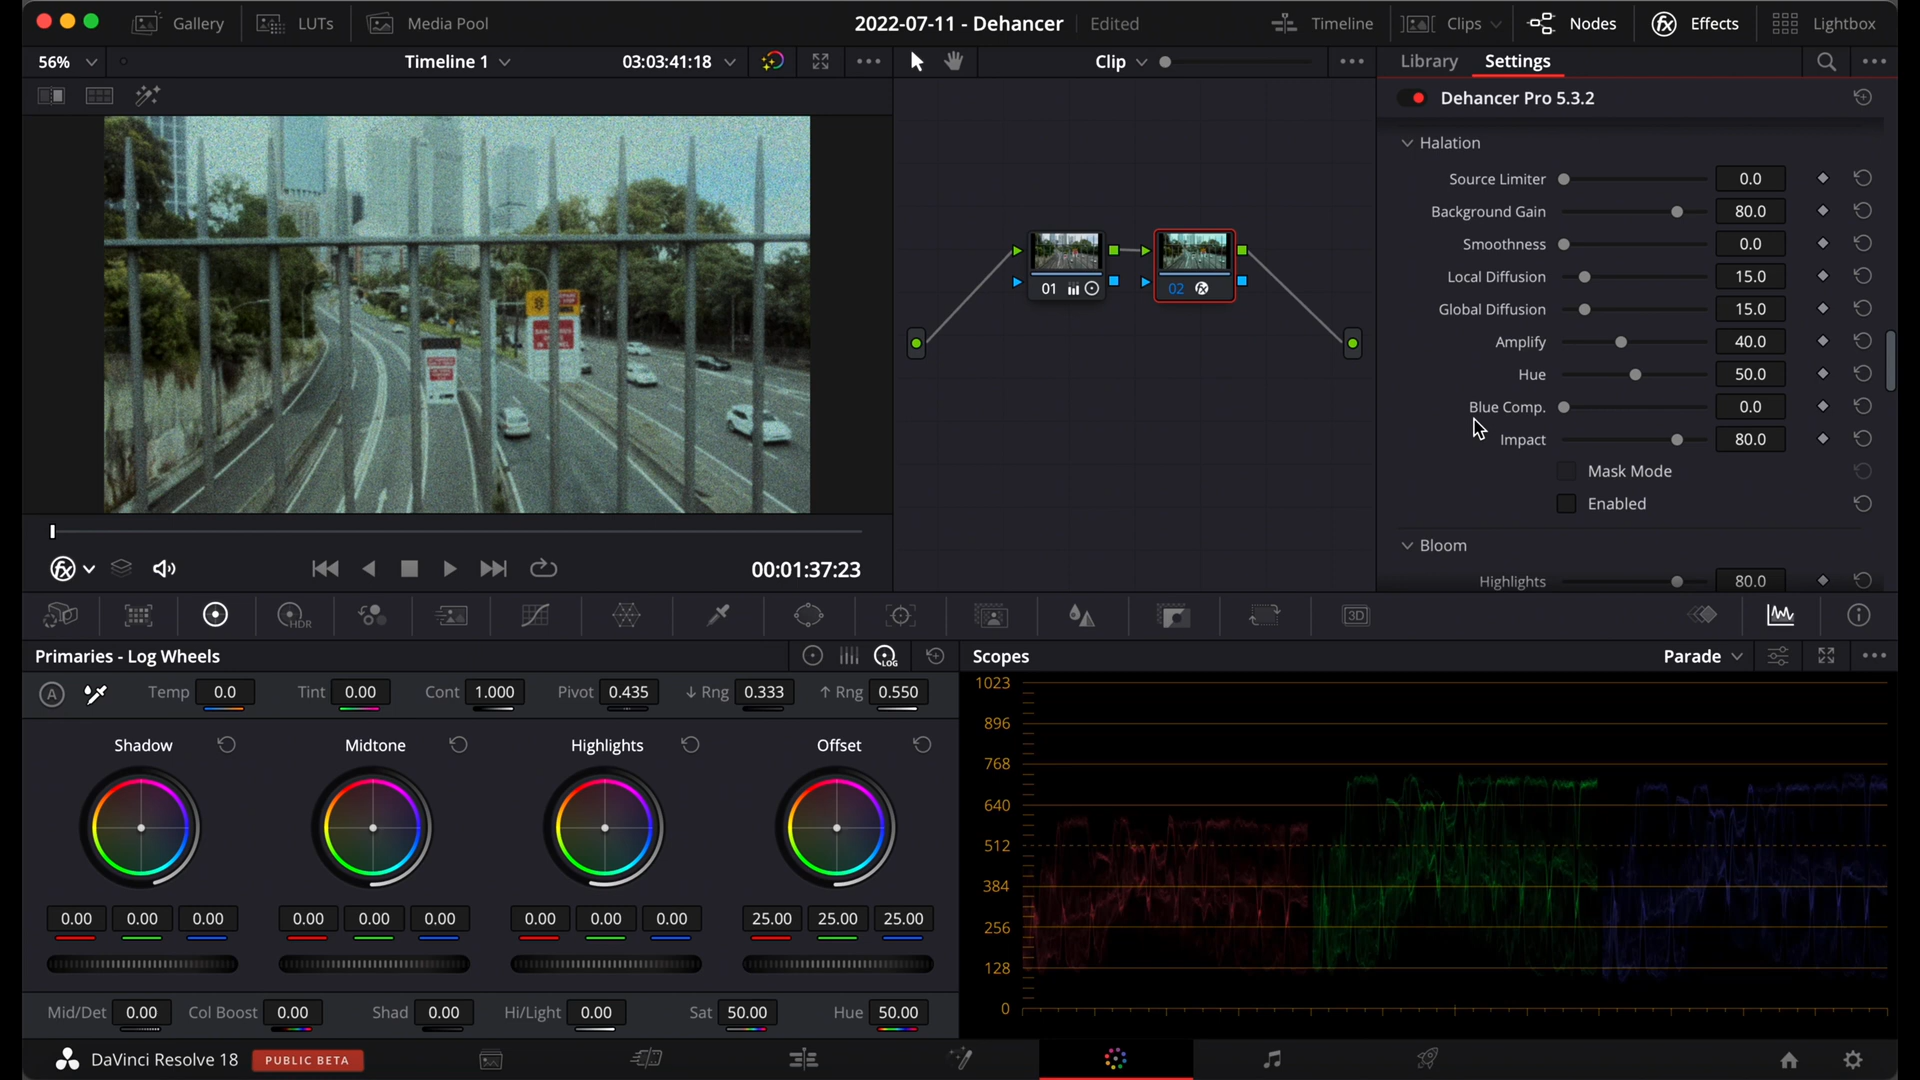 Gallery LUTs Media Pool 2022-07-11 - Dehancer Edited Timeline Clips Nodes Effects Lightbox
56% Timeline 1 03:03:41:18 Clip Library Settings
Dehancer Pro 5.3.2
Halation
Source Limiter 0.0
Background Gain 80.0
Smoothness 0.0
Local Diffusion 15.0
Global Diffusion 15.0
Amplify 40.0
Hue 50.0
Blue Comp. 0.0
Impact 80.0
Mask Mode
Enabled
Bloom
Highlights 80.0
01
02
00:01:37:23
HDR
3D
Primaries - Log Wheels
LOG
A Temp 0.0 Tint 0.00 Cont 1.000 Pivot 0.435 ↓ Rng 0.333 ↑ Rng 0.550
Shadow Midtone Highlights Offset
0.00 0.00 0.00 0.00 0.00 0.00 0.00 0.00 0.00 25.00 25.00 25.00
Mid/Det 0.00 Col Boost 0.00 Shad 0.00 Hi/Light 0.00 Sat 50.00 Hue 50.00
Scopes Parade
1023
896
768
640
512
384
256
128
0
DaVinci Resolve 18 PUBLIC BETA